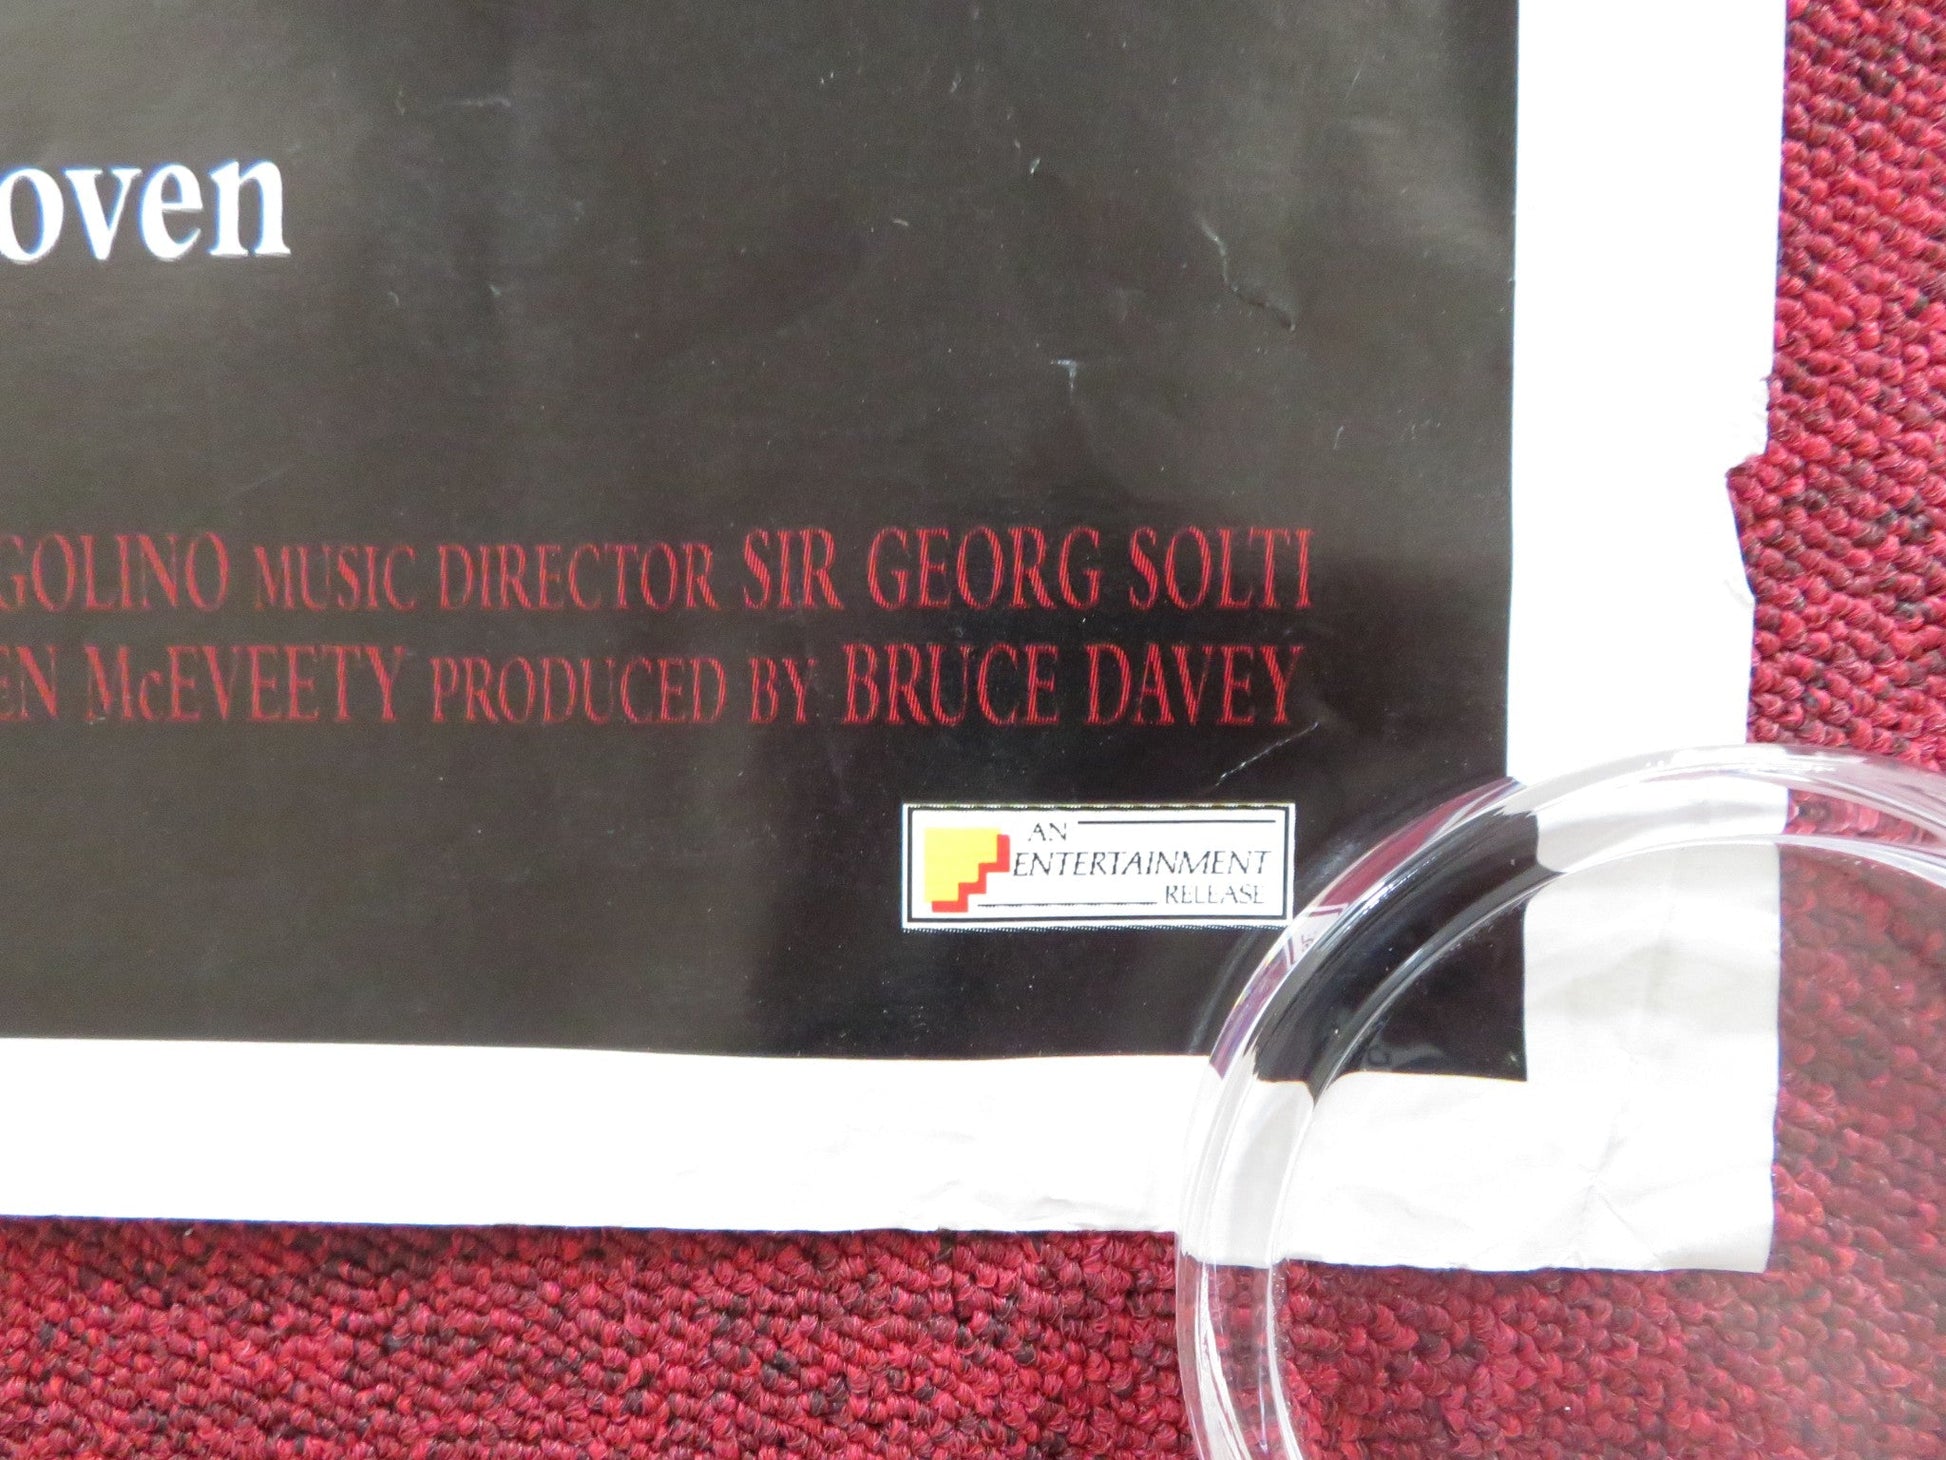 oven
GOLINO MUSIC DIRECTOR SIR GEORG SOLTI
EN McEVEETY PRODUCED BY BRUCE DAVEY
AN
ENTERTAINMENT
RELEASE